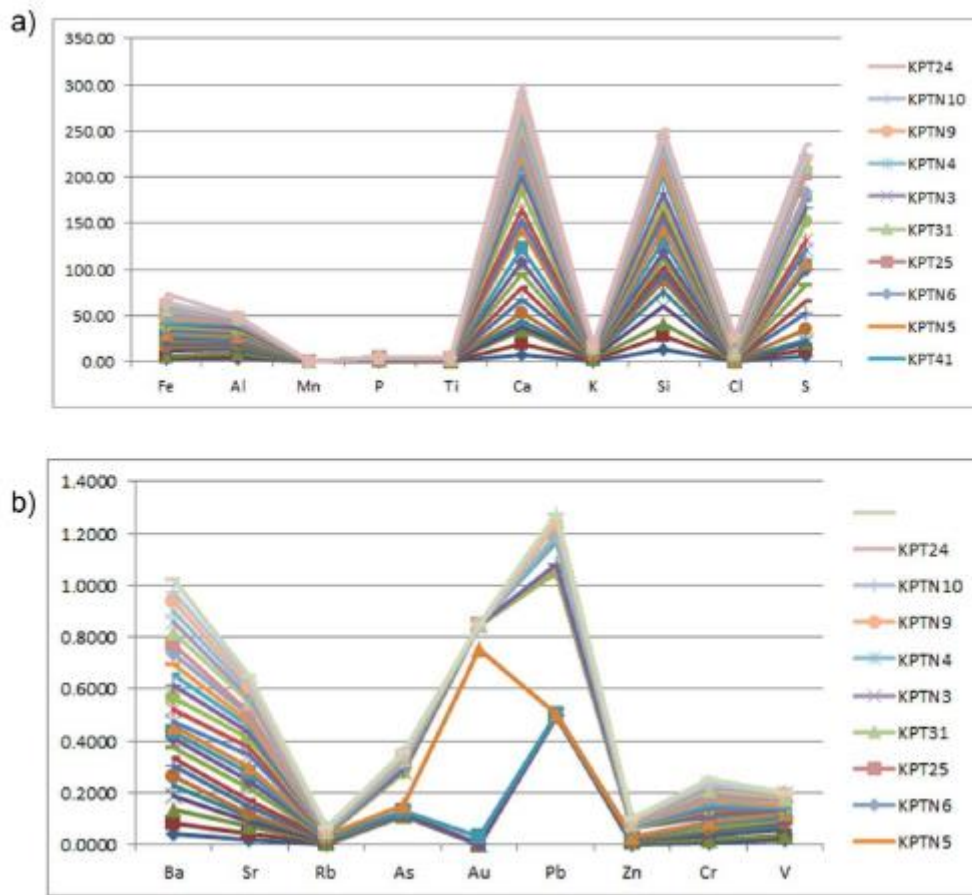 a)
350.00
300.00
250.00
200.00
150.00
100.00
50.00
0.00
Fe Al Mn P Ti Ca K Si Cl S
KPT24
KPTN10
KPTN9
KPTN4
KPTN3
KPT31
KPT25
KPTN6
KPTN5
KPT41
b)
1.4000
1.2000
1.0000
0.8000
0.6000
0.4000
0.2000
0.0000
Ba Sr Rb As Au Pb Zn Cr V
KPT24
KPTN10
KPTN9
KPTN4
KPTN3
KPT31
KPT25
KPTN6
KPTN5